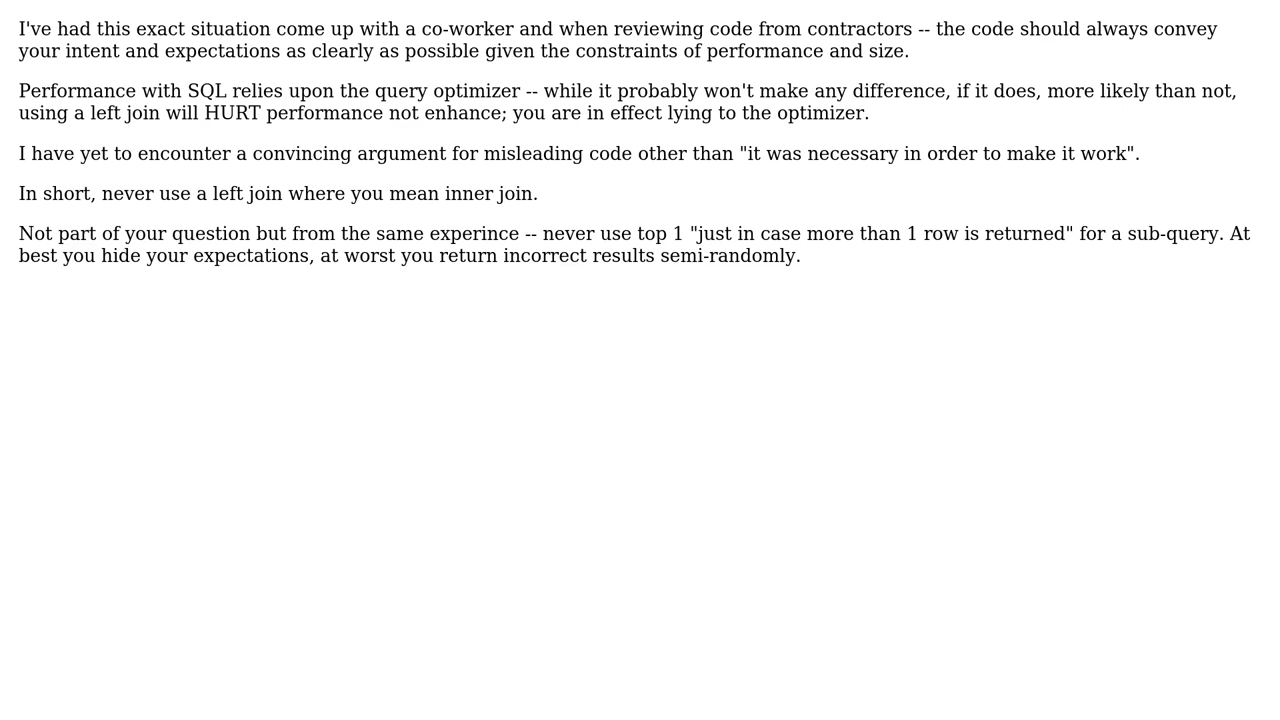 I've had this exact situation come up with a co-worker and when reviewing code from contractors -- the code should always convey
your intent and expectations as clearly as possible given the constraints of performance and size.
Performance with SQL relies upon the query optimizer -- while it probably won't make any difference, if it does, more likely than not,
using a left join will HURT performance not enhance; you are in effect lying to the optimizer.
I have yet to encounter a convincing argument for misleading code other than "it was necessary in order to make it work".
In short, never use a left join where you mean inner join.
Not part of your question but from the same experince -- never use top 1 "just in case more than 1 row is returned" for a sub-query. At
best you hide your expectations, at worst you return incorrect results semi-randomly.